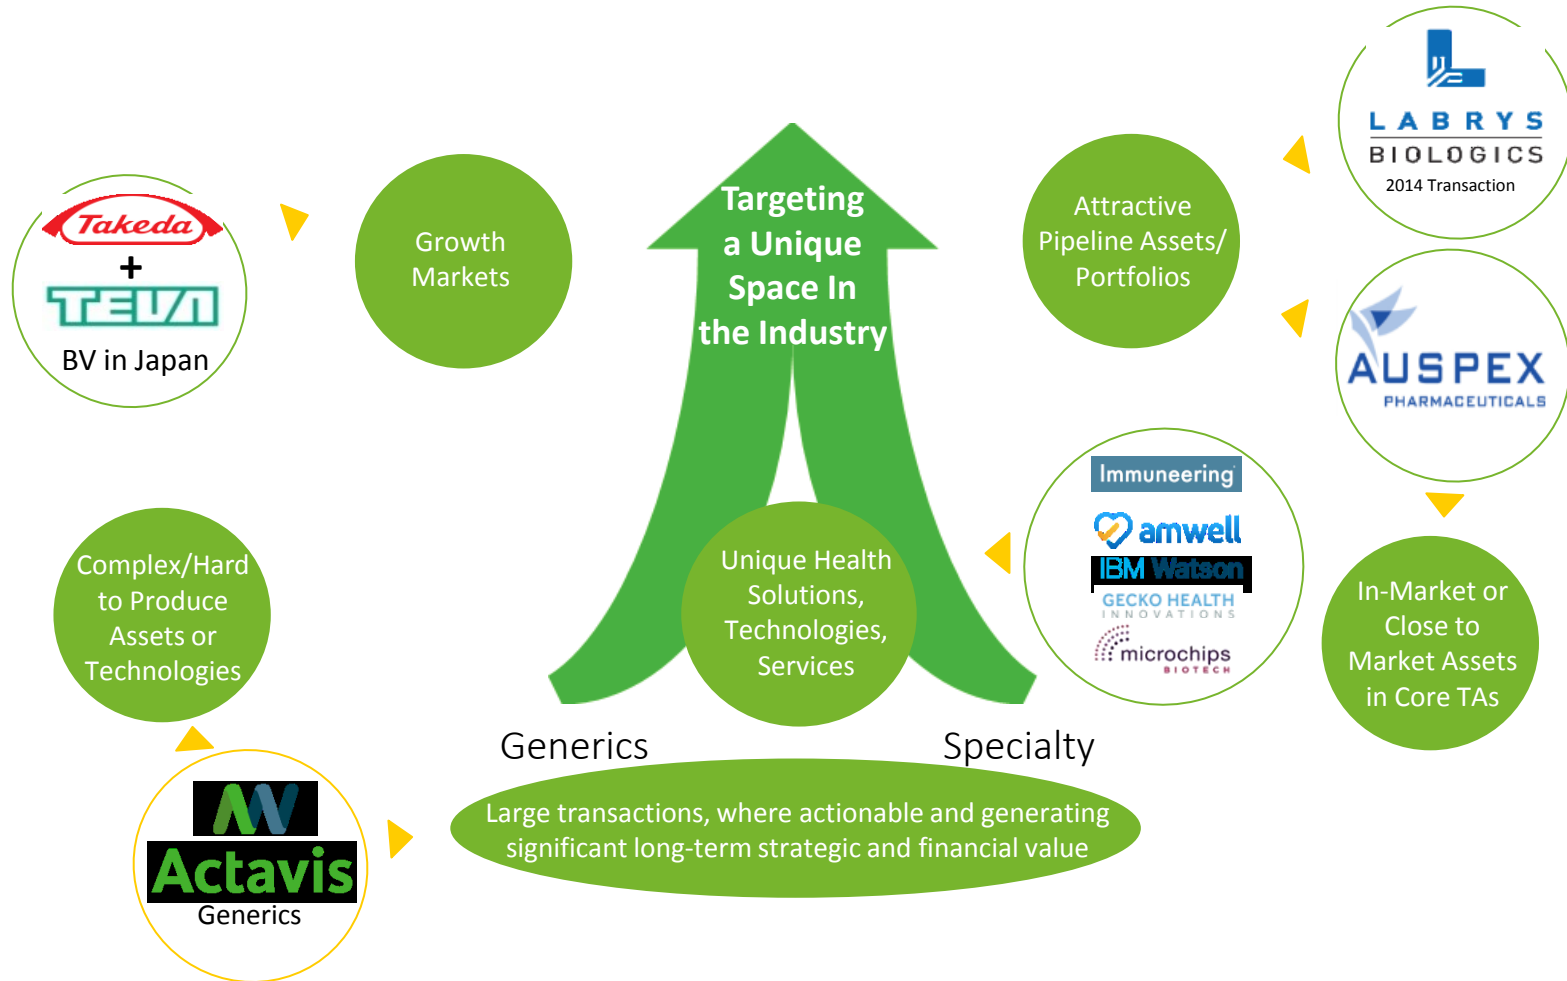 Takeda
+
TEVA
BV in Japan
Growth
Markets
Targeting
a Unique
Space In
the Industry
Attractive
Pipeline Assets/
Portfolios
LABRYS
BIOLOGICS
2014 Transaction
AUSPEX
PHARMACEUTICALS
Complex/Hard
to Produce
Assets or
Technologies
Unique Health
Solutions,
Technologies,
Services
Immuneering
amwell
IBM Watson
GECKO HEALTH
INNOVATIONS
microchips
BIOTECH
In-Market or
Close to
Market Assets
in Core TAs
Generics
Specialty
Large transactions, where actionable and generating
significant long-term strategic and financial value
Actavis
Generics